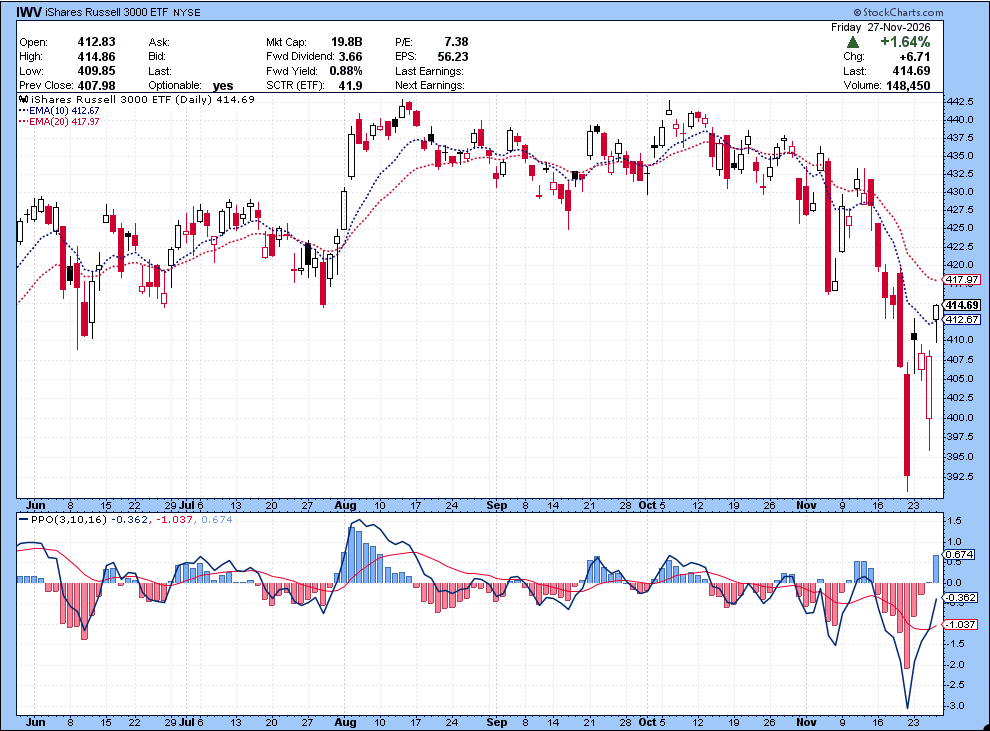 IWV iShares Russell 3000 ETF NYSE
© StockCharts.com
Friday 27-Nov-2026
Open: 412.83 Ask: Mkt Cap: 19.8B P/E: 7.38 ▲ +1.64%
High: 414.86 Bid: Fwd Dividend: 3.66 EPS: 56.23 Chg: +6.71
Low: 409.85 Last: Fwd Yield: 0.88% Last Earnings: Last: 414.69
Prev Close: 407.98 Optionable: yes SCTR (ETF): 41.9 Next Earnings: Volume: 148,450
iShares Russell 3000 ETF (Daily) 414.69
EMA(10) 412.67
EMA(20) 417.97
442.5
440.0
437.5
435.0
432.5
430.0
427.5
425.0
422.5
420.0
417.97
414.69
412.67
410.0
407.5
405.0
402.5
400.0
397.5
395.0
392.5
Jun 8 15 22 29 Jul 6 13 20 27 Aug 10 17 24 Sep 8 14 21 28 Oct 5 12 19 26 Nov 9 16 23
PPO(3,10,16) -0.362, -1.037, 0.674
1.5
1.0
0.674
0.5
0.0
-0.362
-0.5
-1.037
-1.5
-2.0
-2.5
-3.0
Jun 8 15 22 29 Jul 6 13 20 27 Aug 10 17 24 Sep 8 14 21 28 Oct 5 12 19 26 Nov 9 16 23